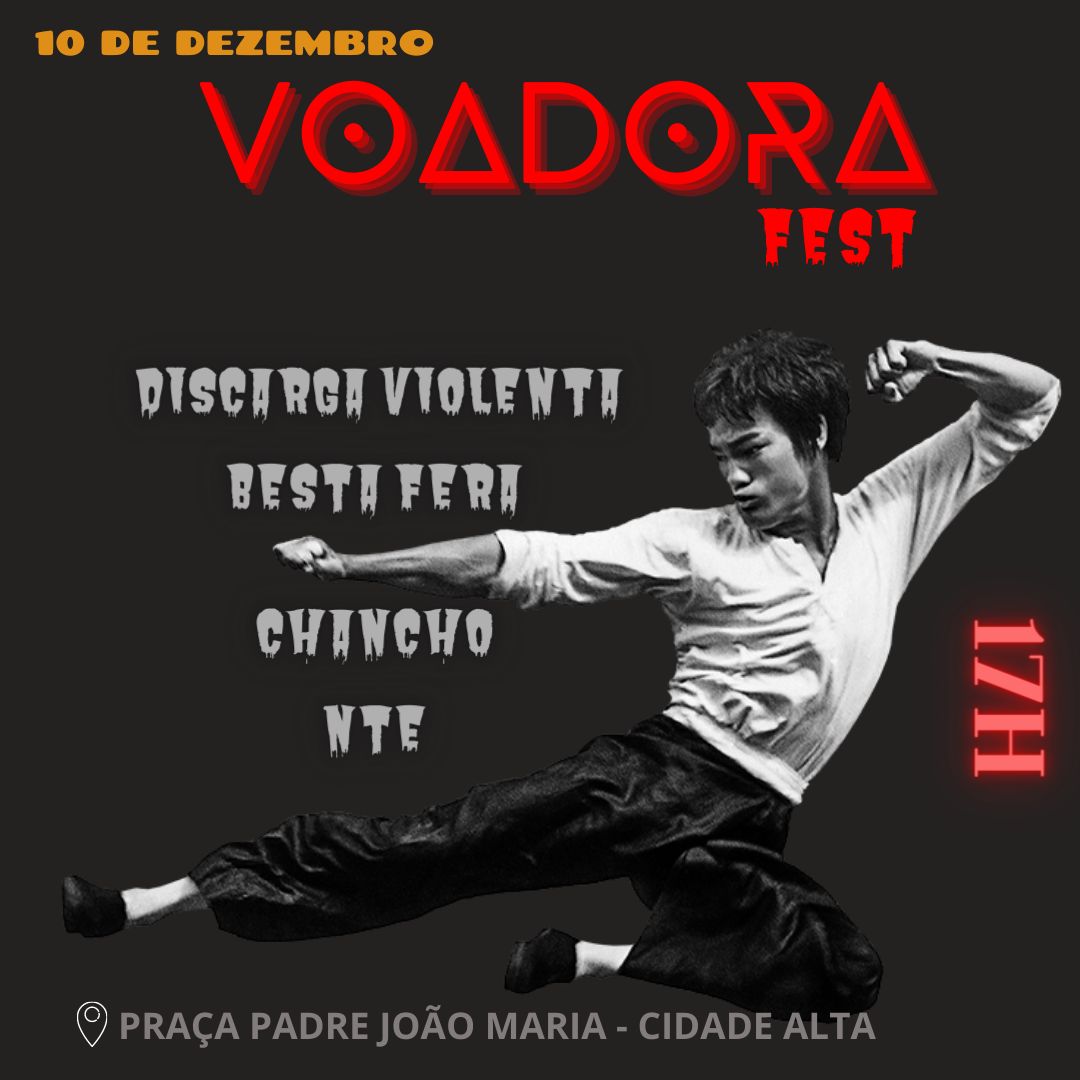 10 DE DEZEMBRO
VOADORA
FEST
DISCARGA VIOLENTA
BESTA FERA
CHANCHO
NTE
17H
PRAÇA PADRE JOÃO MARIA - CIDADE ALTA